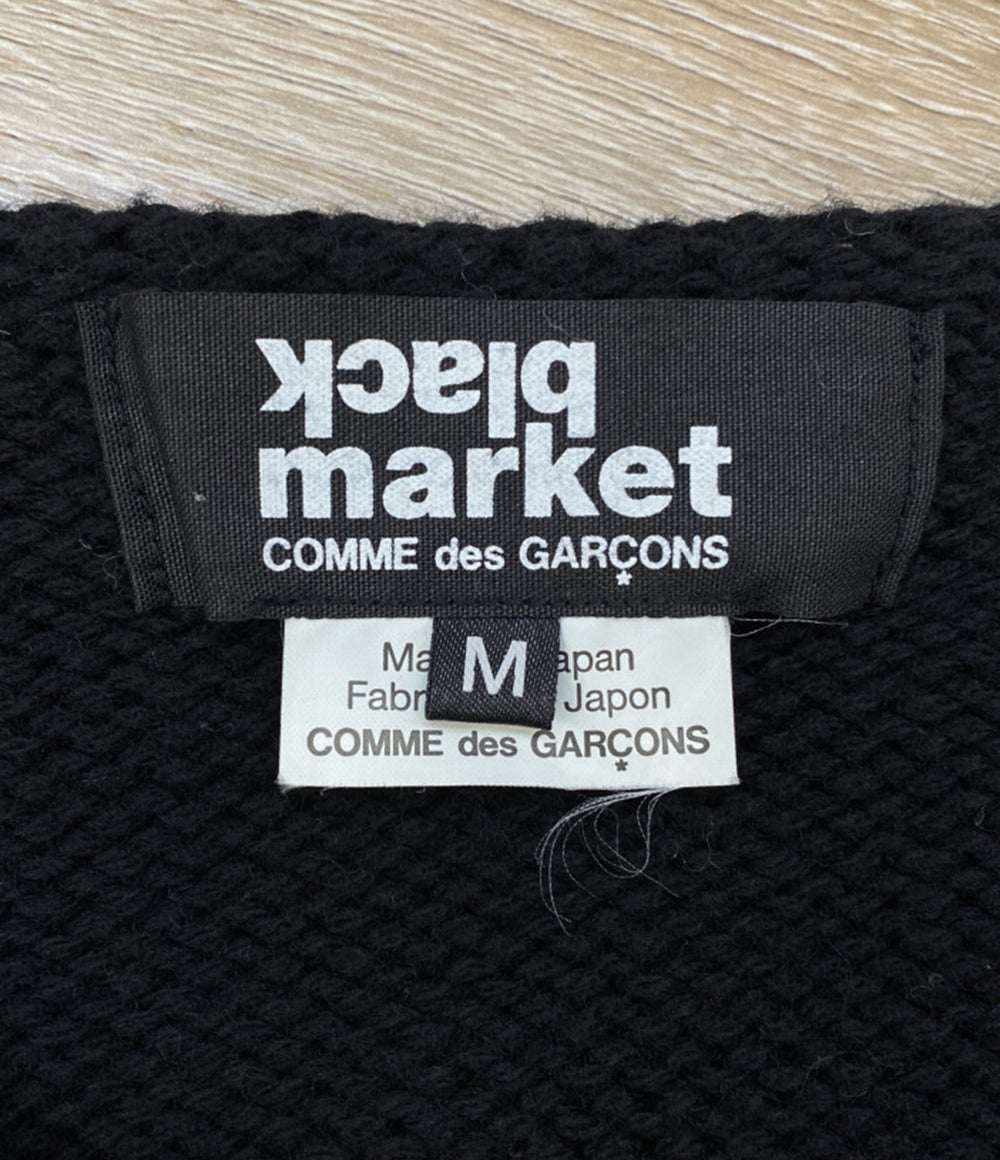 black
market
COMME des GARÇONS
M
Ma apan
Fabr Japon
COMME des GARÇONS